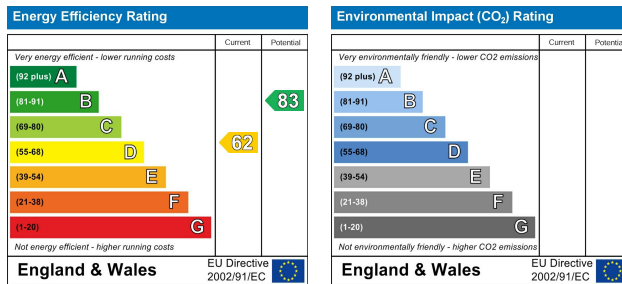 Energy Efficiency Rating
Current Potential
Very energy efficient - lower running costs
(92 plus) A
(81-91) B
83
(69-80) C
(55-68) D
62
(39-54) E
(21-38) F
(1-20) G
Not energy efficient - higher running costs
England & Wales
EU Directive
2002/91/EC
Environmental Impact (CO₂) Rating
Current Potential
Very environmentally friendly - lower CO2 emissions
(92 plus) A
(81-91) B
(69-80) C
(55-68) D
(39-54) E
(21-38) F
(1-20) G
Not environmentally friendly - higher CO2 emissions
England & Wales
EU Directive
2002/91/EC